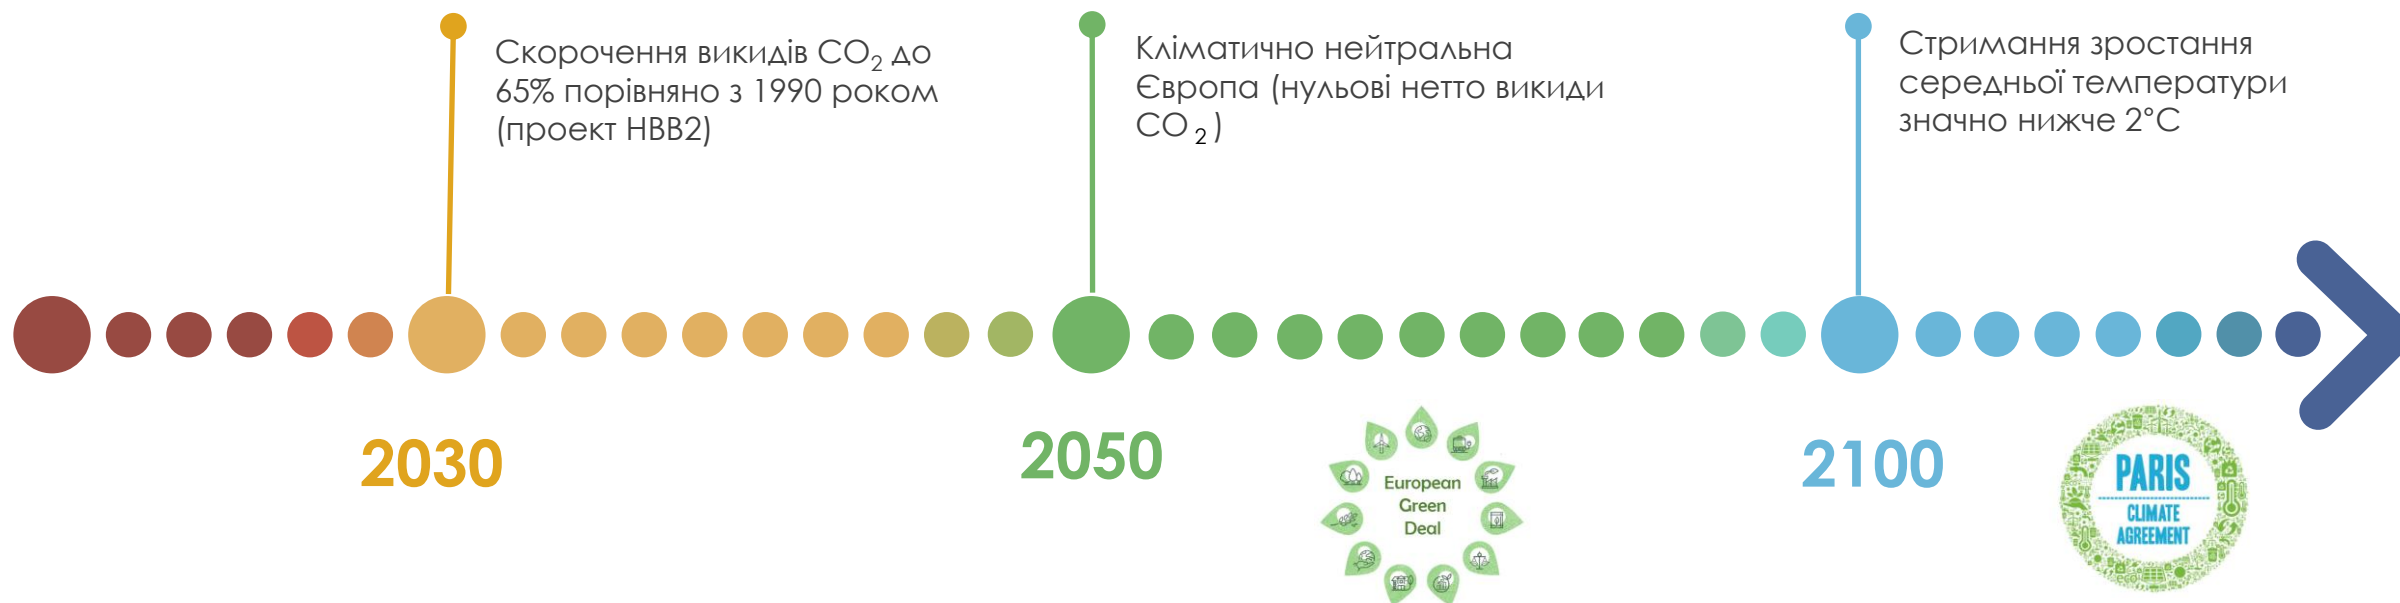 Скорочення викидів CO2 до
65% порівняно з 1990 роком
(проект НВВ2)
Кліматично нейтральна
Європа (нульові нетто викиди
CO 2 )
Стримання зростання
середньої температури
значно нижче 2°C
2030
2050
2100
European
Green
Deal
PARIS
CLIMATE
AGREEMENT
eco